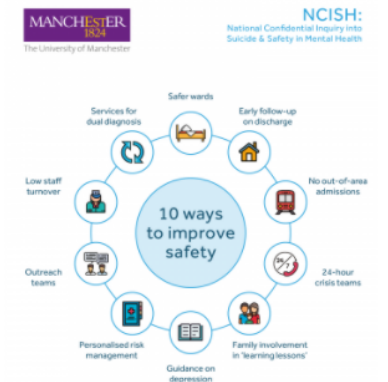 MANCHESTER
1824
The University of Manchester
NCISH:
National Confidential Inquiry into
Suicide & Safety in Mental Health
Safer wards
Early follow-up
on discharge
No out-of-area
admissions
24-hour
crisis teams
Family involvement
in 'learning lessons'
Guidance on
depression
Personalised risk
management
Outreach
teams
Low staff
turnover
Services for
dual diagnosis
10 ways
to improve
safety